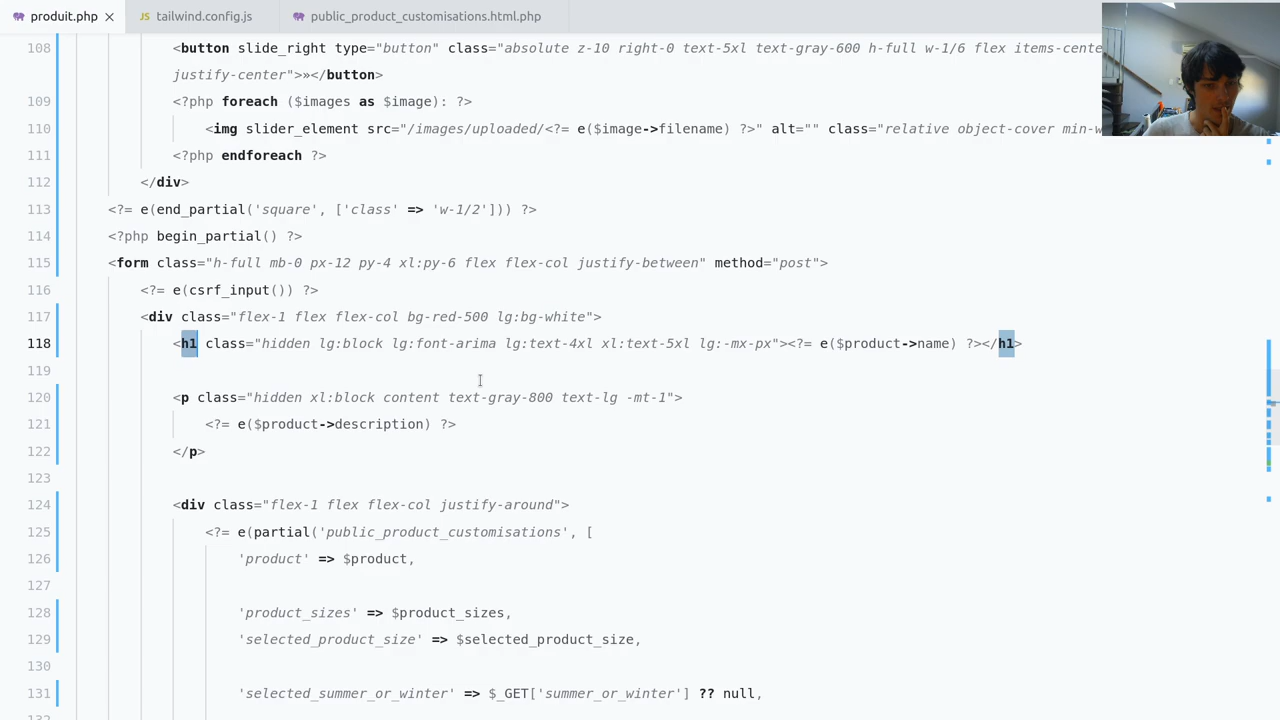 produit.php
JS tailwind.config.js
public_product_customisations.html.php
108 <button slide_right type="button" class="absolute z-10 right-0 text-5xl text-gray-600 h-full w-1/6 flex
justify-center">»</button>
109 <?php foreach ($images as $image): ?>
110 <img slider_element src="/images/uploaded/<?= e($image->filename) ?>" alt="" class="relative object-cover
111 <?php endforeach ?>
112 </div>
113 <?= e(end_partial('square', ['class' => 'w-1/2'])) ?>
114 <?php begin_partial() ?>
115 <form class="h-full mb-0 px-12 py-4 xl:py-6 flex flex-col justify-between" method="post">
116 <?= e(csrf_input()) ?>
117 <div class="flex-1 flex flex-col bg-red-500 lg:bg-white">
118 <h1 class="hidden lg:block lg:font-arima lg:text-4xl xl:text-5xl lg:-mx-px"><?= e($product->name) ?></h1>
119
120 <p class="hidden xl:block content text-gray-800 text-lg -mt-1">
121 <?= e($product->description) ?>
122 </p>
123
124 <div class="flex-1 flex flex-col justify-around">
125 <?= e(partial('public_product_customisations', [
126 'product' => $product,
127
128 'product_sizes' => $product_sizes,
129 'selected_product_size' => $selected_product_size,
130
131 'selected_summer_or_winter' => $_GET['summer_or_winter'] ?? null,